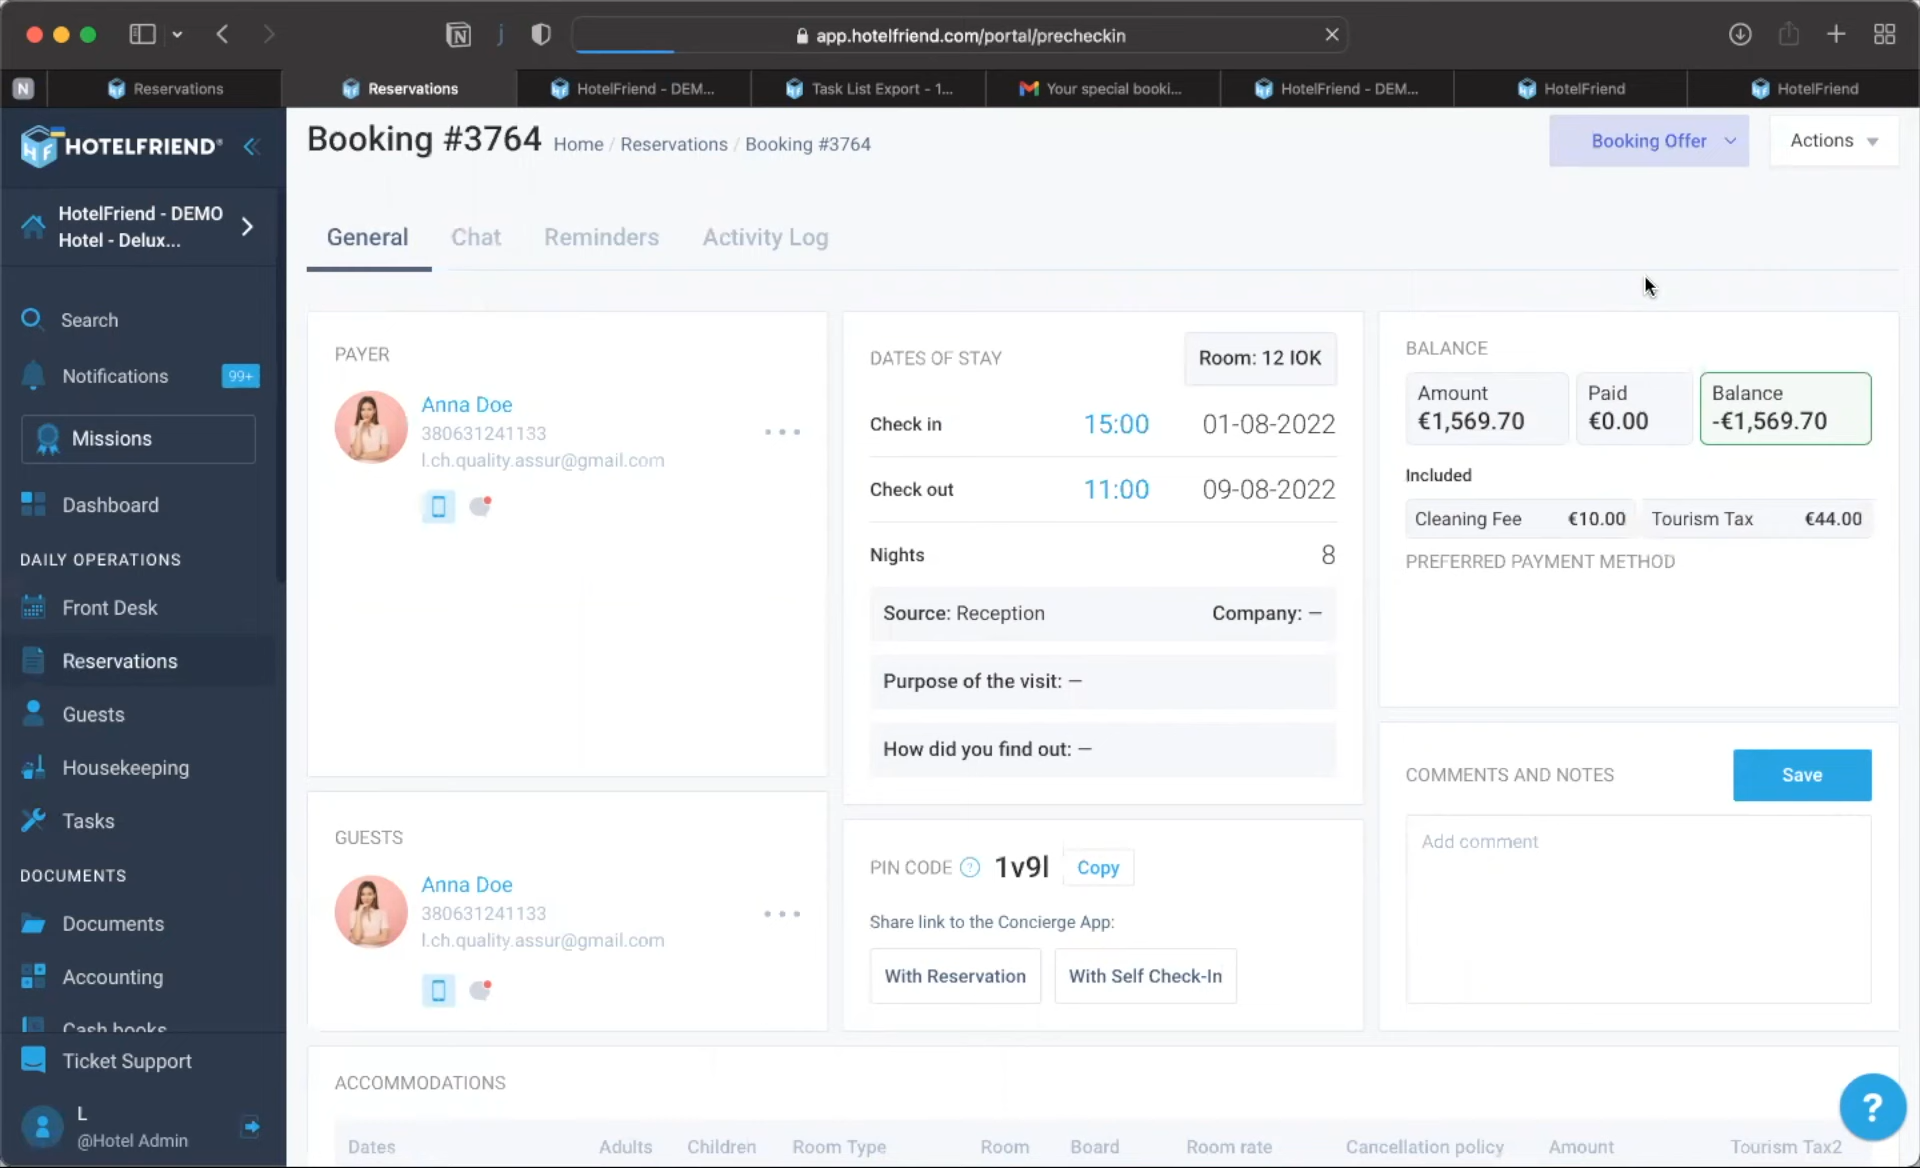 app.hotelfriend.com/portal/precheckin
N
j
N
Reservations
Reservations
HotelFriend - DEM...
Task List Export - 1...
Your special booki...
HotelFriend - DEM...
HotelFriend
HotelFriend
HF HOTELFRIEND®
HotelFriend - DEMO
Hotel - Delux...
Search
Notifications 99+
Missions
Dashboard
DAILY OPERATIONS
Front Desk
Reservations
Guests
Housekeeping
Tasks
DOCUMENTS
Documents
Accounting
Cash books
Ticket Support
L
@Hotel Admin
Booking #3764 Home / Reservations / Booking #3764
Booking Offer
Actions
General
Chat
Reminders
Activity Log
PAYER
Anna Doe
380631241133
l.ch.quality.assur@gmail.com
GUESTS
Anna Doe
380631241133
l.ch.quality.assur@gmail.com
DATES OF STAY Room: 12 IOK
Check in 15:00 01-08-2022
Check out 11:00 09-08-2022
Nights 8
Source: Reception Company: —
Purpose of the visit: —
How did you find out: —
PIN CODE ? 1v9l Copy
Share link to the Concierge App:
With Reservation With Self Check-In
BALANCE
Amount
€1,569.70
Paid
€0.00
Balance
-€1,569.70
Included
Cleaning Fee €10.00 Tourism Tax €44.00
PREFERRED PAYMENT METHOD
COMMENTS AND NOTES Save
Add comment
ACCOMMODATIONS
Dates Adults Children Room Type Room Board Room rate Cancellation policy Amount Tourism Tax2
?